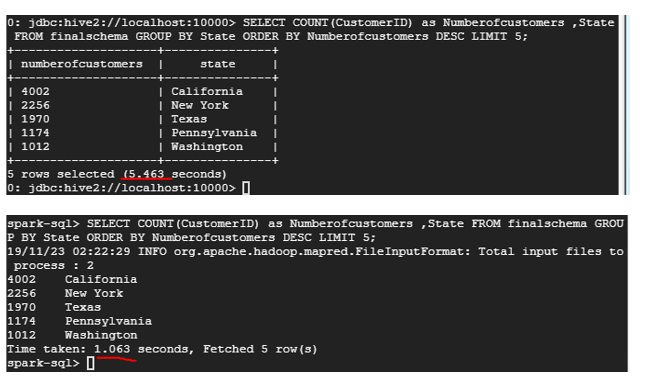 0: jdbc:hive2://localhost:10000> SELECT COUNT(CustomerID) as Numberofcustomers ,State
FROM finalschema GROUP BY State ORDER BY Numberofcustomers DESC LIMIT 5;
+--------------------+---------------+
| numberofcustomers | state |
+--------------------+---------------+
| 4002 | California |
| 2256 | New York |
| 1970 | Texas |
| 1174 | Pennsylvania |
| 1012 | Washington |
+--------------------+---------------+
5 rows selected (5.463 seconds)
0: jdbc:hive2://localhost:10000>
spark-sql> SELECT COUNT(CustomerID) as Numberofcustomers ,State FROM finalschema GROU
P BY State ORDER BY Numberofcustomers DESC LIMIT 5;
19/11/23 02:22:29 INFO org.apache.hadoop.mapred.FileInputFormat: Total input files to
process : 2
4002 California
2256 New York
1970 Texas
1174 Pennsylvania
1012 Washington
Time taken: 1.063 seconds, Fetched 5 row(s)
spark-sql>